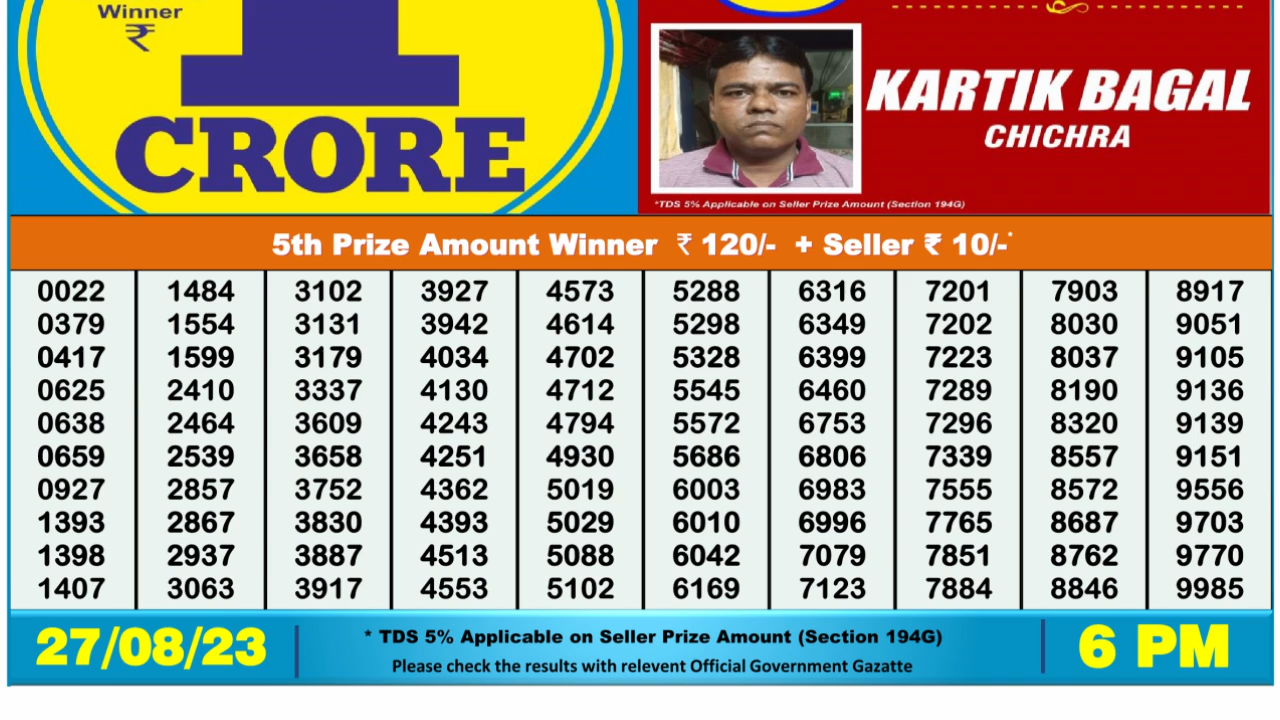 Winner
₹
1
CRORE
KARTIK BAGAL
CHICHRA
*TDS 5% Applicable on Seller Prize Amount (Section 194G)
5th Prize Amount Winner ₹ 120/- + Seller ₹ 10/-*
0022 1484 3102 3927 4573 5288 6316 7201 7903 8917
0379 1554 3131 3942 4614 5298 6349 7202 8030 9051
0417 1599 3179 4034 4702 5328 6399 7223 8037 9105
0625 2410 3337 4130 4712 5545 6460 7289 8190 9136
0638 2464 3609 4243 4794 5572 6753 7296 8320 9139
0659 2539 3658 4251 4930 5686 6806 7339 8557 9151
0927 2857 3752 4362 5019 6003 6983 7555 8572 9556
1393 2867 3830 4393 5029 6010 6996 7765 8687 9703
1398 2937 3887 4513 5088 6042 7079 7851 8762 9770
1407 3063 3917 4553 5102 6169 7123 7884 8846 9985
27/08/23
* TDS 5% Applicable on Seller Prize Amount (Section 194G)
Please check the results with relevent Official Government Gazatte
6 PM